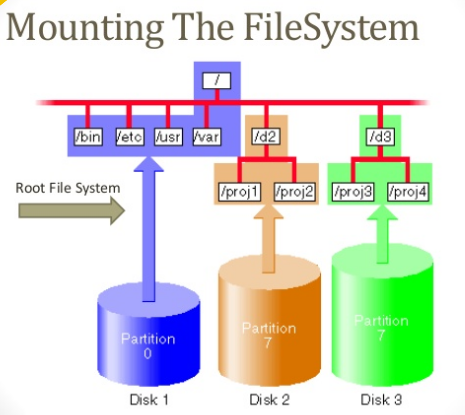 Mounting The FileSystem
/
/bin /etc /usr /var /d2 /d3
Root File System
/proj1 /proj2 /proj3 /proj4
Partition
0
Partition
7
Partition
7
Disk 1 Disk 2 Disk 3